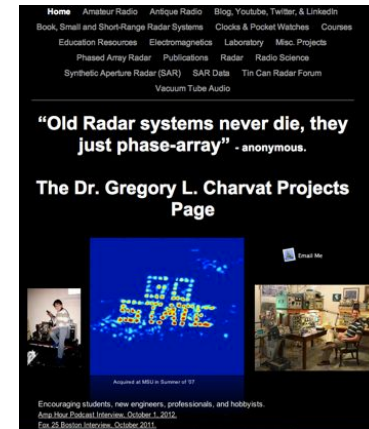 Home Amateur Radio Antique Radio Blog, Youtube, Twitter, & LinkedIn
Book, Small and Short-Range Radar Systems Clocks & Pocket Watches Courses
Education Resources Electromagnetics Laboratory Misc. Projects
Phased Array Radar Publications Radar Radio Science
Synthetic Aperture Radar (SAR) SAR Data Tin Can Radar Forum
Vacuum Tube Audio
“Old Radar systems never die, they
just phase-array” - anonymous.
The Dr. Gregory L. Charvat Projects
Page
Email Me
GO
STATE
Acquired at MSU in Summer of '07
Encouraging students, new engineers, professionals, and hobbyists.
Amp Hour Podcast Interview, October 1, 2012.
Fox 25 Boston Interview, October 2011.